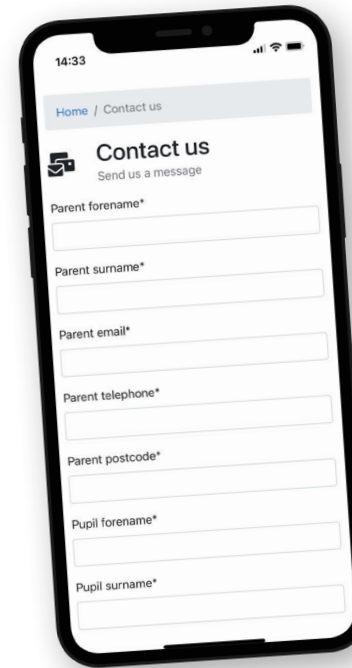 14:33
Home / Contact us
Contact us
Send us a message
Parent forename*
Parent surname*
Parent email*
Parent telephone*
Parent postcode*
Pupil forename*
Pupil surname*